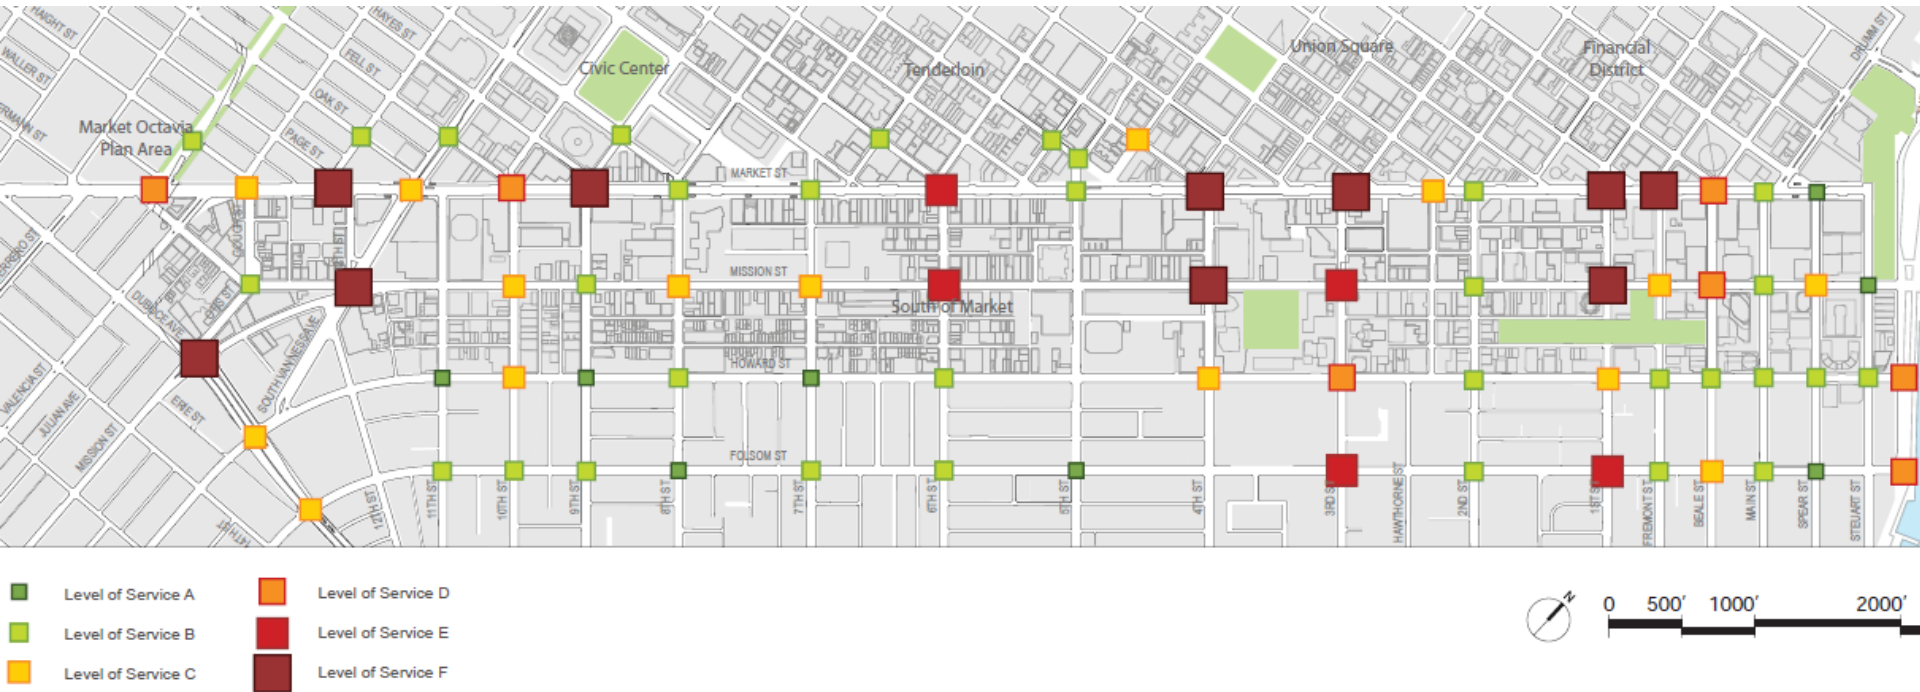 HAIGHT ST
HAYES ST
WALLER ST
FELL ST
OAK ST
ERMANN ST
PAGE ST
Market Octavia
Plan Area
Civic Center
Tenderloin
Union Square
Financial
District
DRUMM ST
MARKET ST
MISSION ST
South of Market
HOWARD ST
FOLSOM ST
DUBOCE AVE
SOUTH VAN NESS AVE
VALENCIA ST
JULIAN AVE
MISSION ST
ERIE ST
14TH ST
12TH ST
11TH ST
10TH ST
9TH ST
8TH ST
7TH ST
6TH ST
5TH ST
4TH ST
3RD ST
HAWTHORNE ST
2ND ST
1ST ST
FREMONT ST
BEALE ST
MAIN ST
SPEAR ST
STEUART ST
Level of Service A
Level of Service D
Level of Service B
Level of Service E
Level of Service C
Level of Service F
N
0 500′ 1000′ 2000′